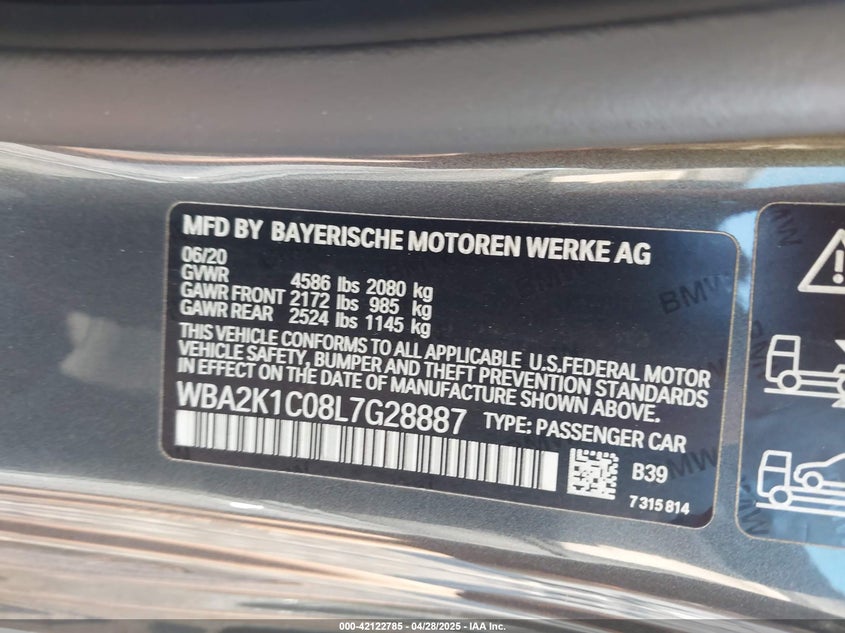 MFD BY BAYERISCHE MOTOREN WERKE AG
06/20
GVWR 4586 lbs 2080 kg
GAWR FRONT 2172 lbs 985 kg
GAWR REAR 2524 lbs 1145 kg
THIS VEHICLE CONFORMS TO ALL APPLICABLE U.S.FEDERAL MOTOR
VEHICLE SAFETY, BUMPER AND THEFT PREVENTION STANDARDS
IN EFFECT ON THE DATE OF MANUFACTURE SHOWN ABOVE.
WBA2K1C08L7G28887 TYPE: PASSENGER CAR
B39
7 315 814
BMW
BMW
000-42122785 - 04/28/2025 - IAA Inc.